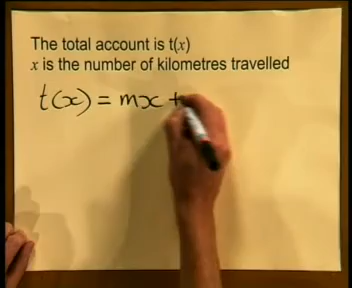 The total account is t(x)
x is the number of kilometres travelled
t(x) = mx +